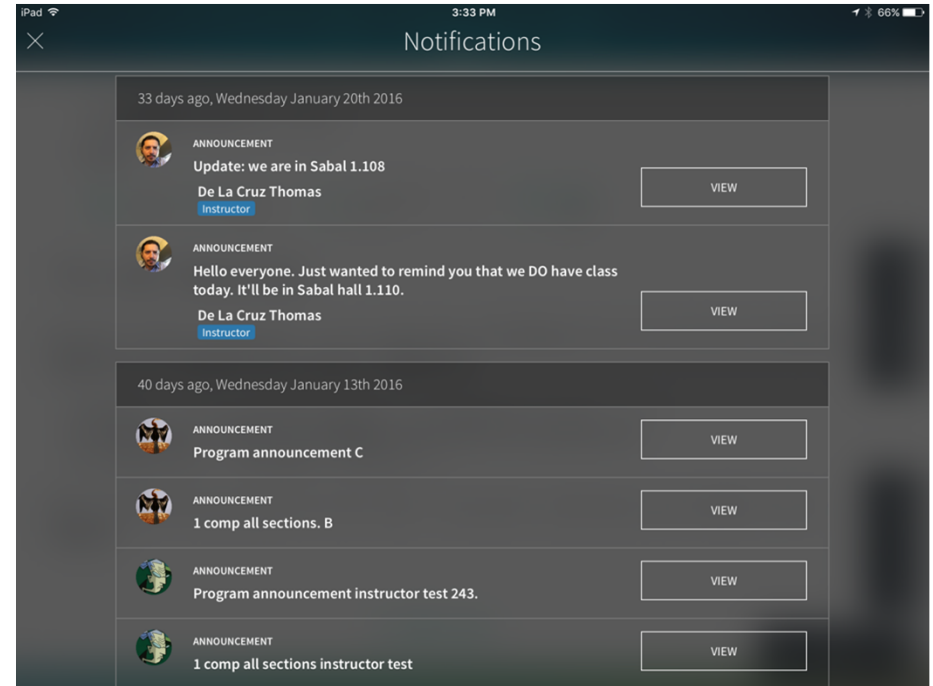 iPad 3:33 PM 66%
Notifications
33 days ago, Wednesday January 20th 2016
ANNOUNCEMENT
Update: we are in Sabal 1.108
De La Cruz Thomas
Instructor
VIEW
ANNOUNCEMENT
Hello everyone. Just wanted to remind you that we DO have class
today. It'll be in Sabal hall 1.110.
De La Cruz Thomas
Instructor
VIEW
40 days ago, Wednesday January 13th 2016
ANNOUNCEMENT
Program announcement C
VIEW
ANNOUNCEMENT
1 comp all sections. B
VIEW
ANNOUNCEMENT
Program announcement instructor test 243.
VIEW
ANNOUNCEMENT
1 comp all sections instructor test
VIEW